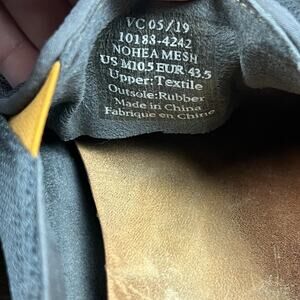 VC 05/19
10183-4242
NOHEA MESH
US M10.5 EUR 43.5
Upper: Textile
Outsole: Rubber
Made in China
Fabriqué en Chine